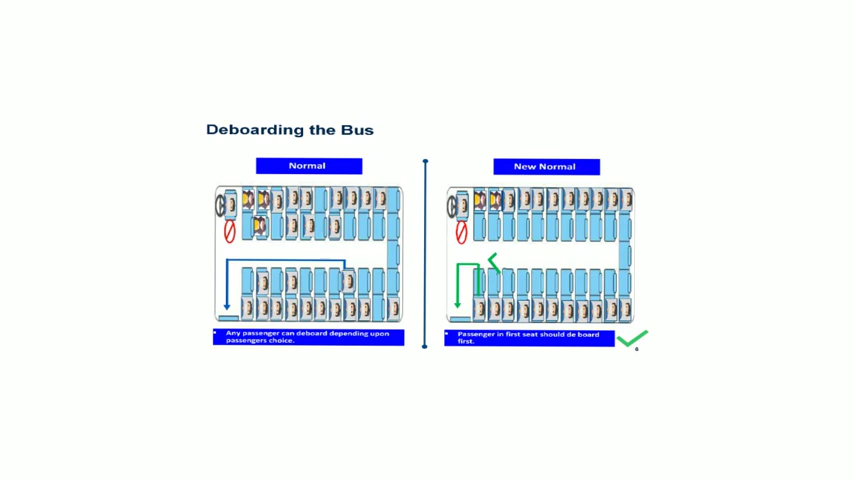 Deboarding the Bus
Normal
New Normal
Any passenger can deboard depending upon
passengers choice.
Passenger in first seat should de board
first.